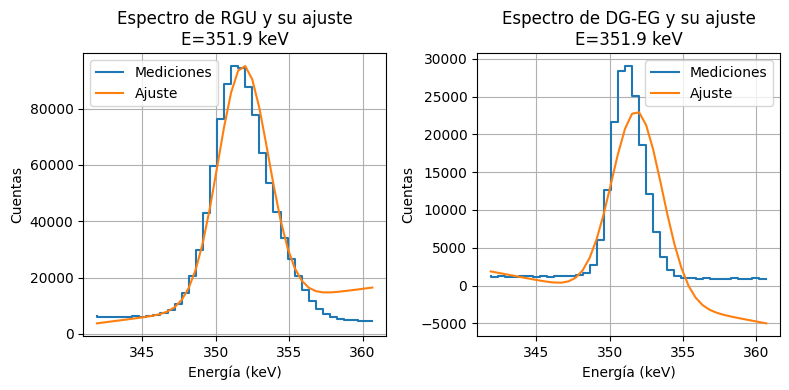 Espectro de RGU y su ajuste
E=351.9 keV
Mediciones
Ajuste
Cuentas
80000
60000
40000
20000
0
345
350
355
360
Energía (keV)
Espectro de DG-EG y su ajuste
E=351.9 keV
Mediciones
Ajuste
Cuentas
30000
25000
20000
15000
10000
5000
0
−5000
345
350
355
360
Energía (keV)